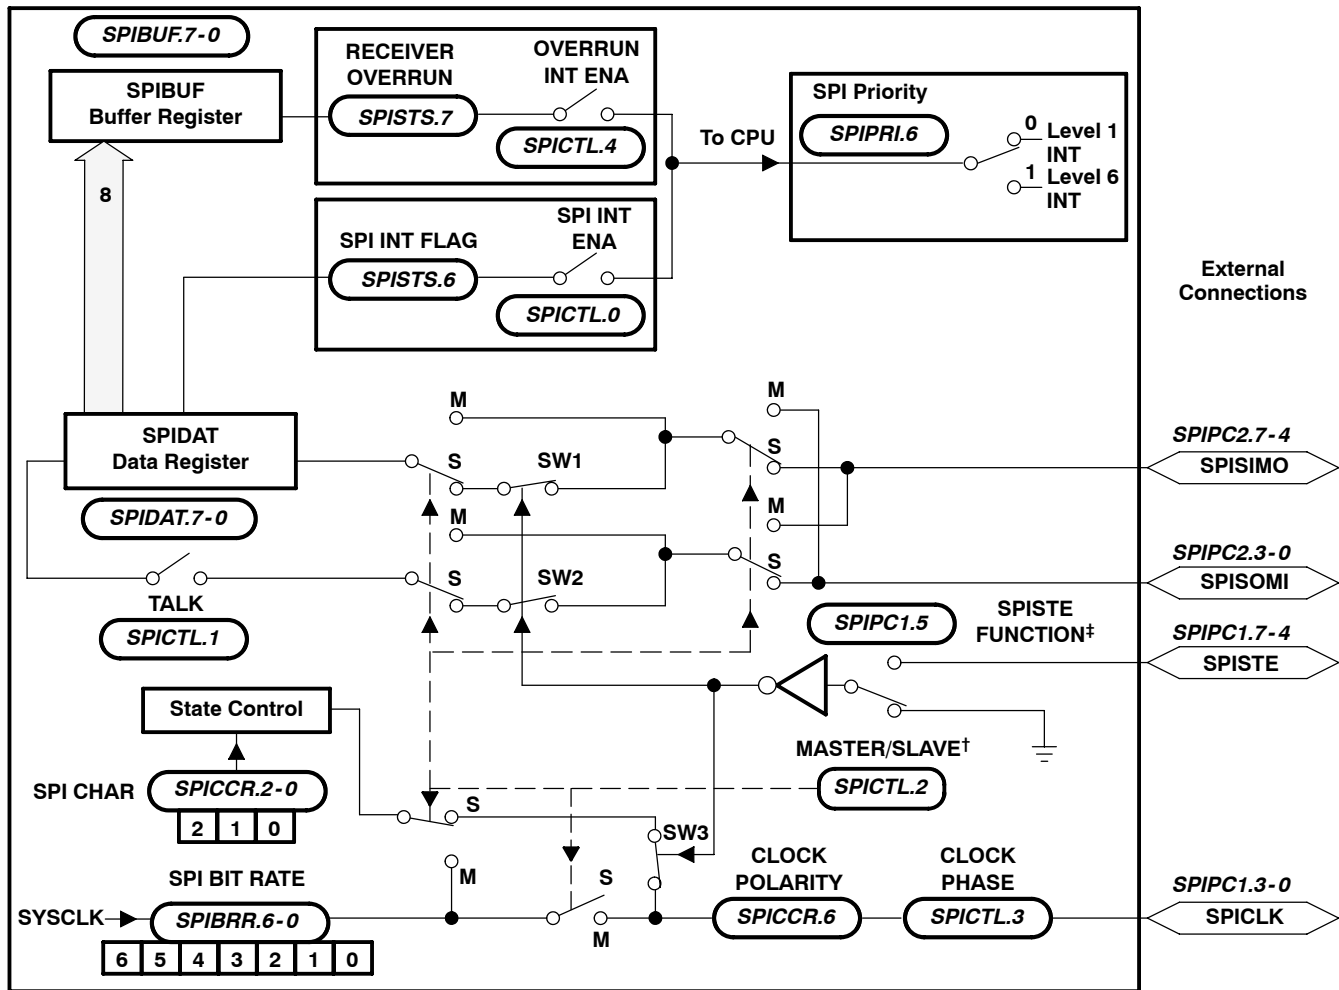 SPIBUF.7-0
SPIBUF
Buffer Register
8
RECEIVER
OVERRUN
SPISTS.7
OVERRUN
INT ENA
SPICTL.4
SPI INT FLAG
SPISTS.6
SPI INT
ENA
SPICTL.0
To CPU
SPI Priority
SPIPRI.6
0
Level 1
INT
1
Level 6
INT
External
Connections
SPIDAT
Data Register
SPIDAT.7-0
TALK
SPICTL.1
M
S
SW1
M
S
SW2
M
S
M
S
SPIPC2.7-4
SPISIMO
SPIPC2.3-0
SPISOMI
SPIPC1.5
SPISTE
FUNCTION‡
SPIPC1.7-4
SPISTE
State Control
SPI CHAR
SPICCR.2-0
2 1 0
MASTER/SLAVE†
SPICTL.2
S
M
SW3
S
M
SPI BIT RATE
SYSCLK
SPIBRR.6-0
6 5 4 3 2 1 0
CLOCK
POLARITY
SPICCR.6
CLOCK
PHASE
SPICTL.3
SPIPC1.3-0
SPICLK